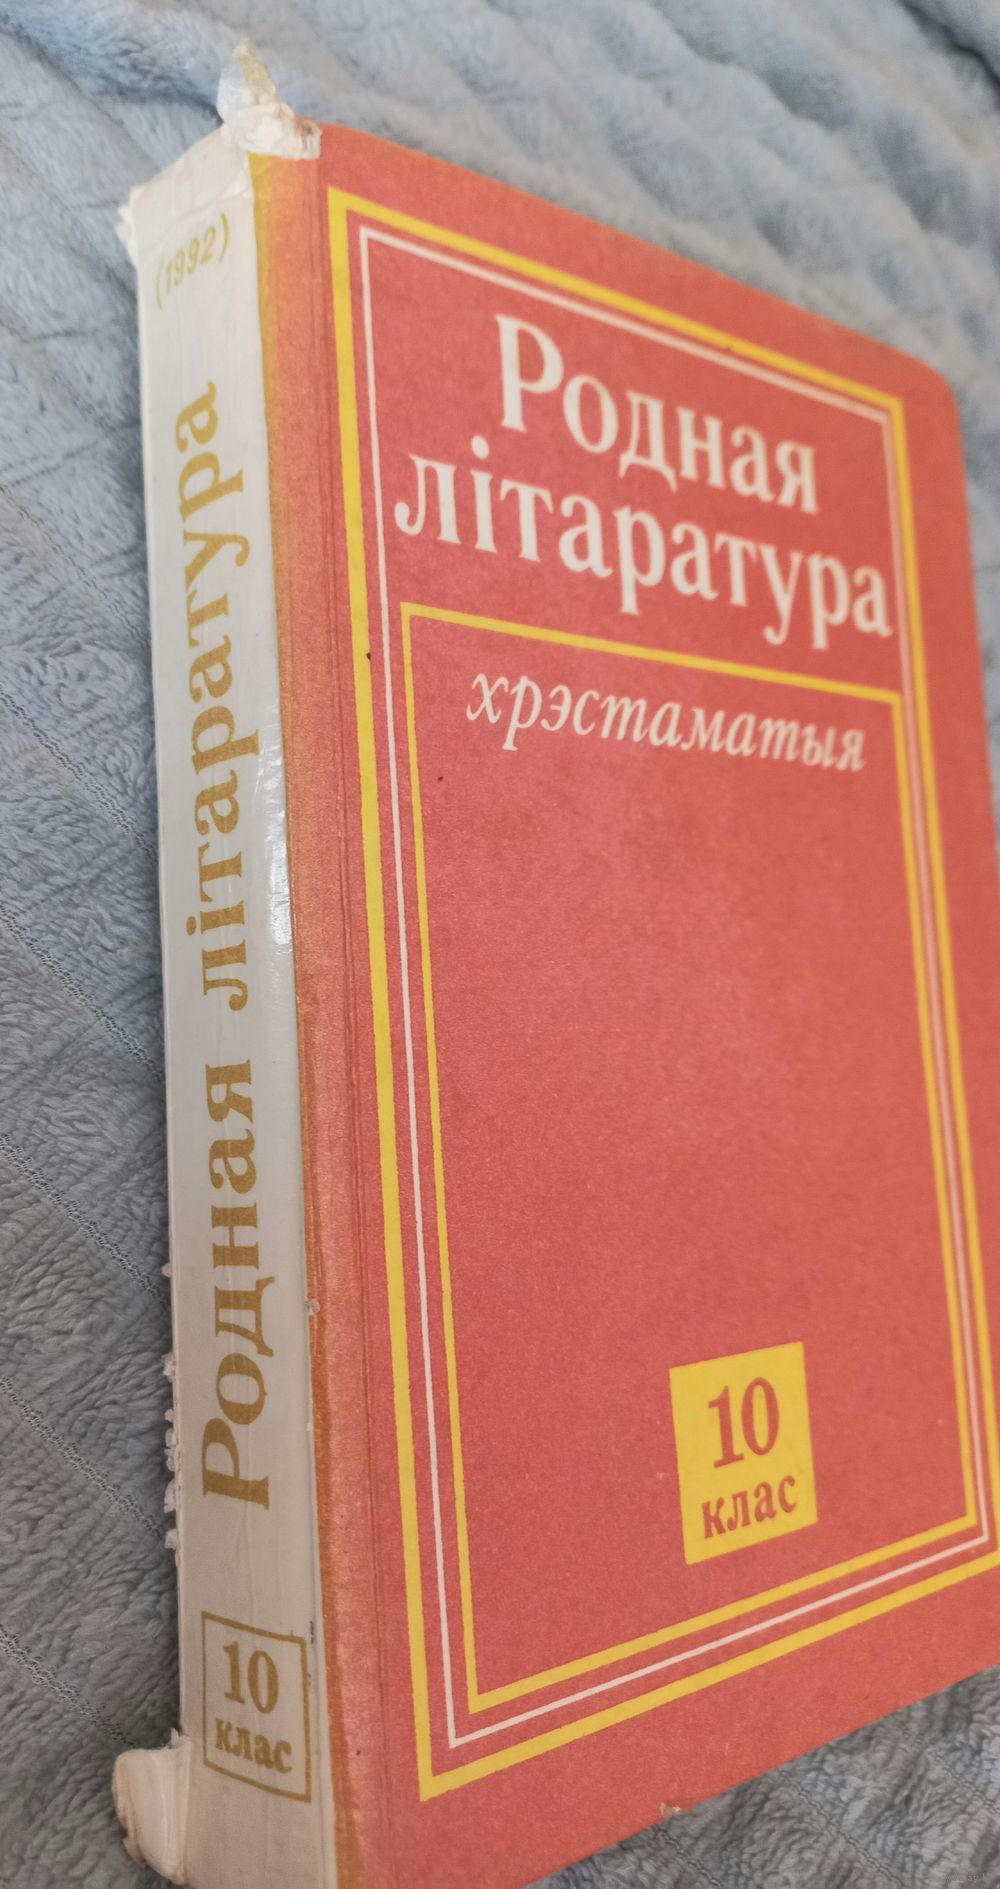 Родная
літаратура
хрэстаматыя
10
клас
(1992)
Родная літаратура
10
клас